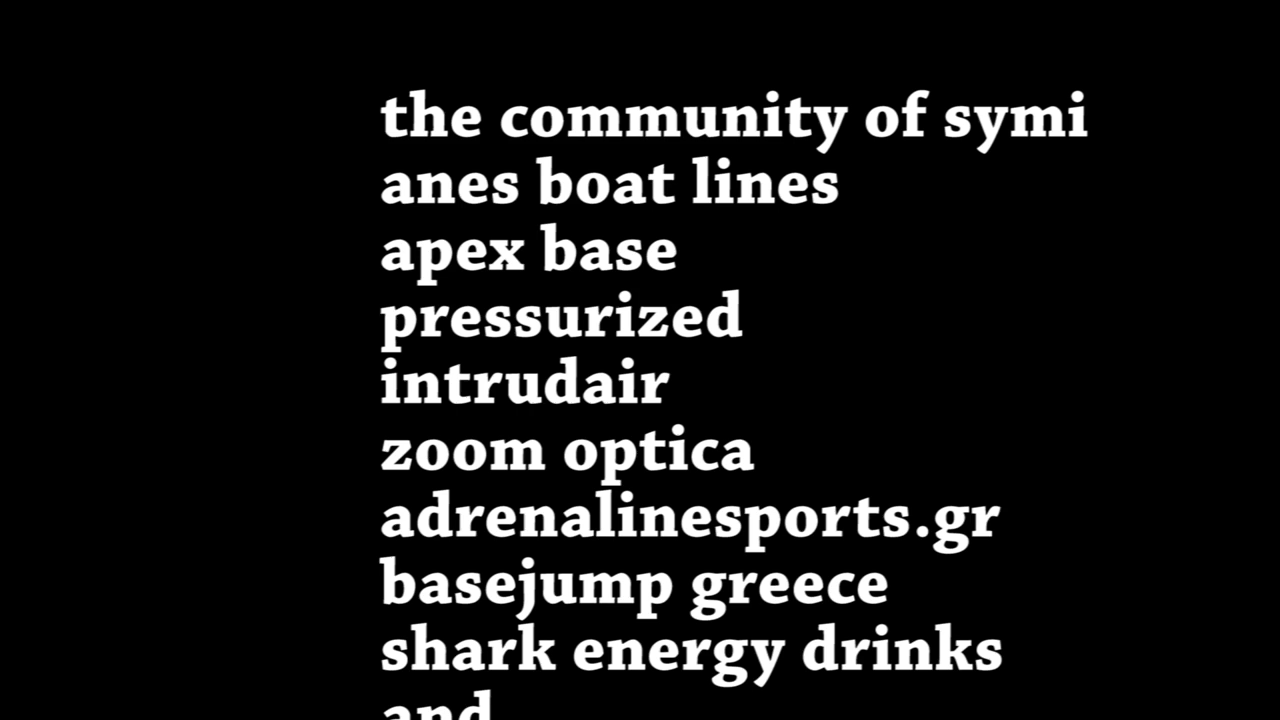 the community of symi
anes boat lines
apex base
pressurized
intrudair
zoom optica
adrenalinesports.gr
basejump greece
shark energy drinks
and